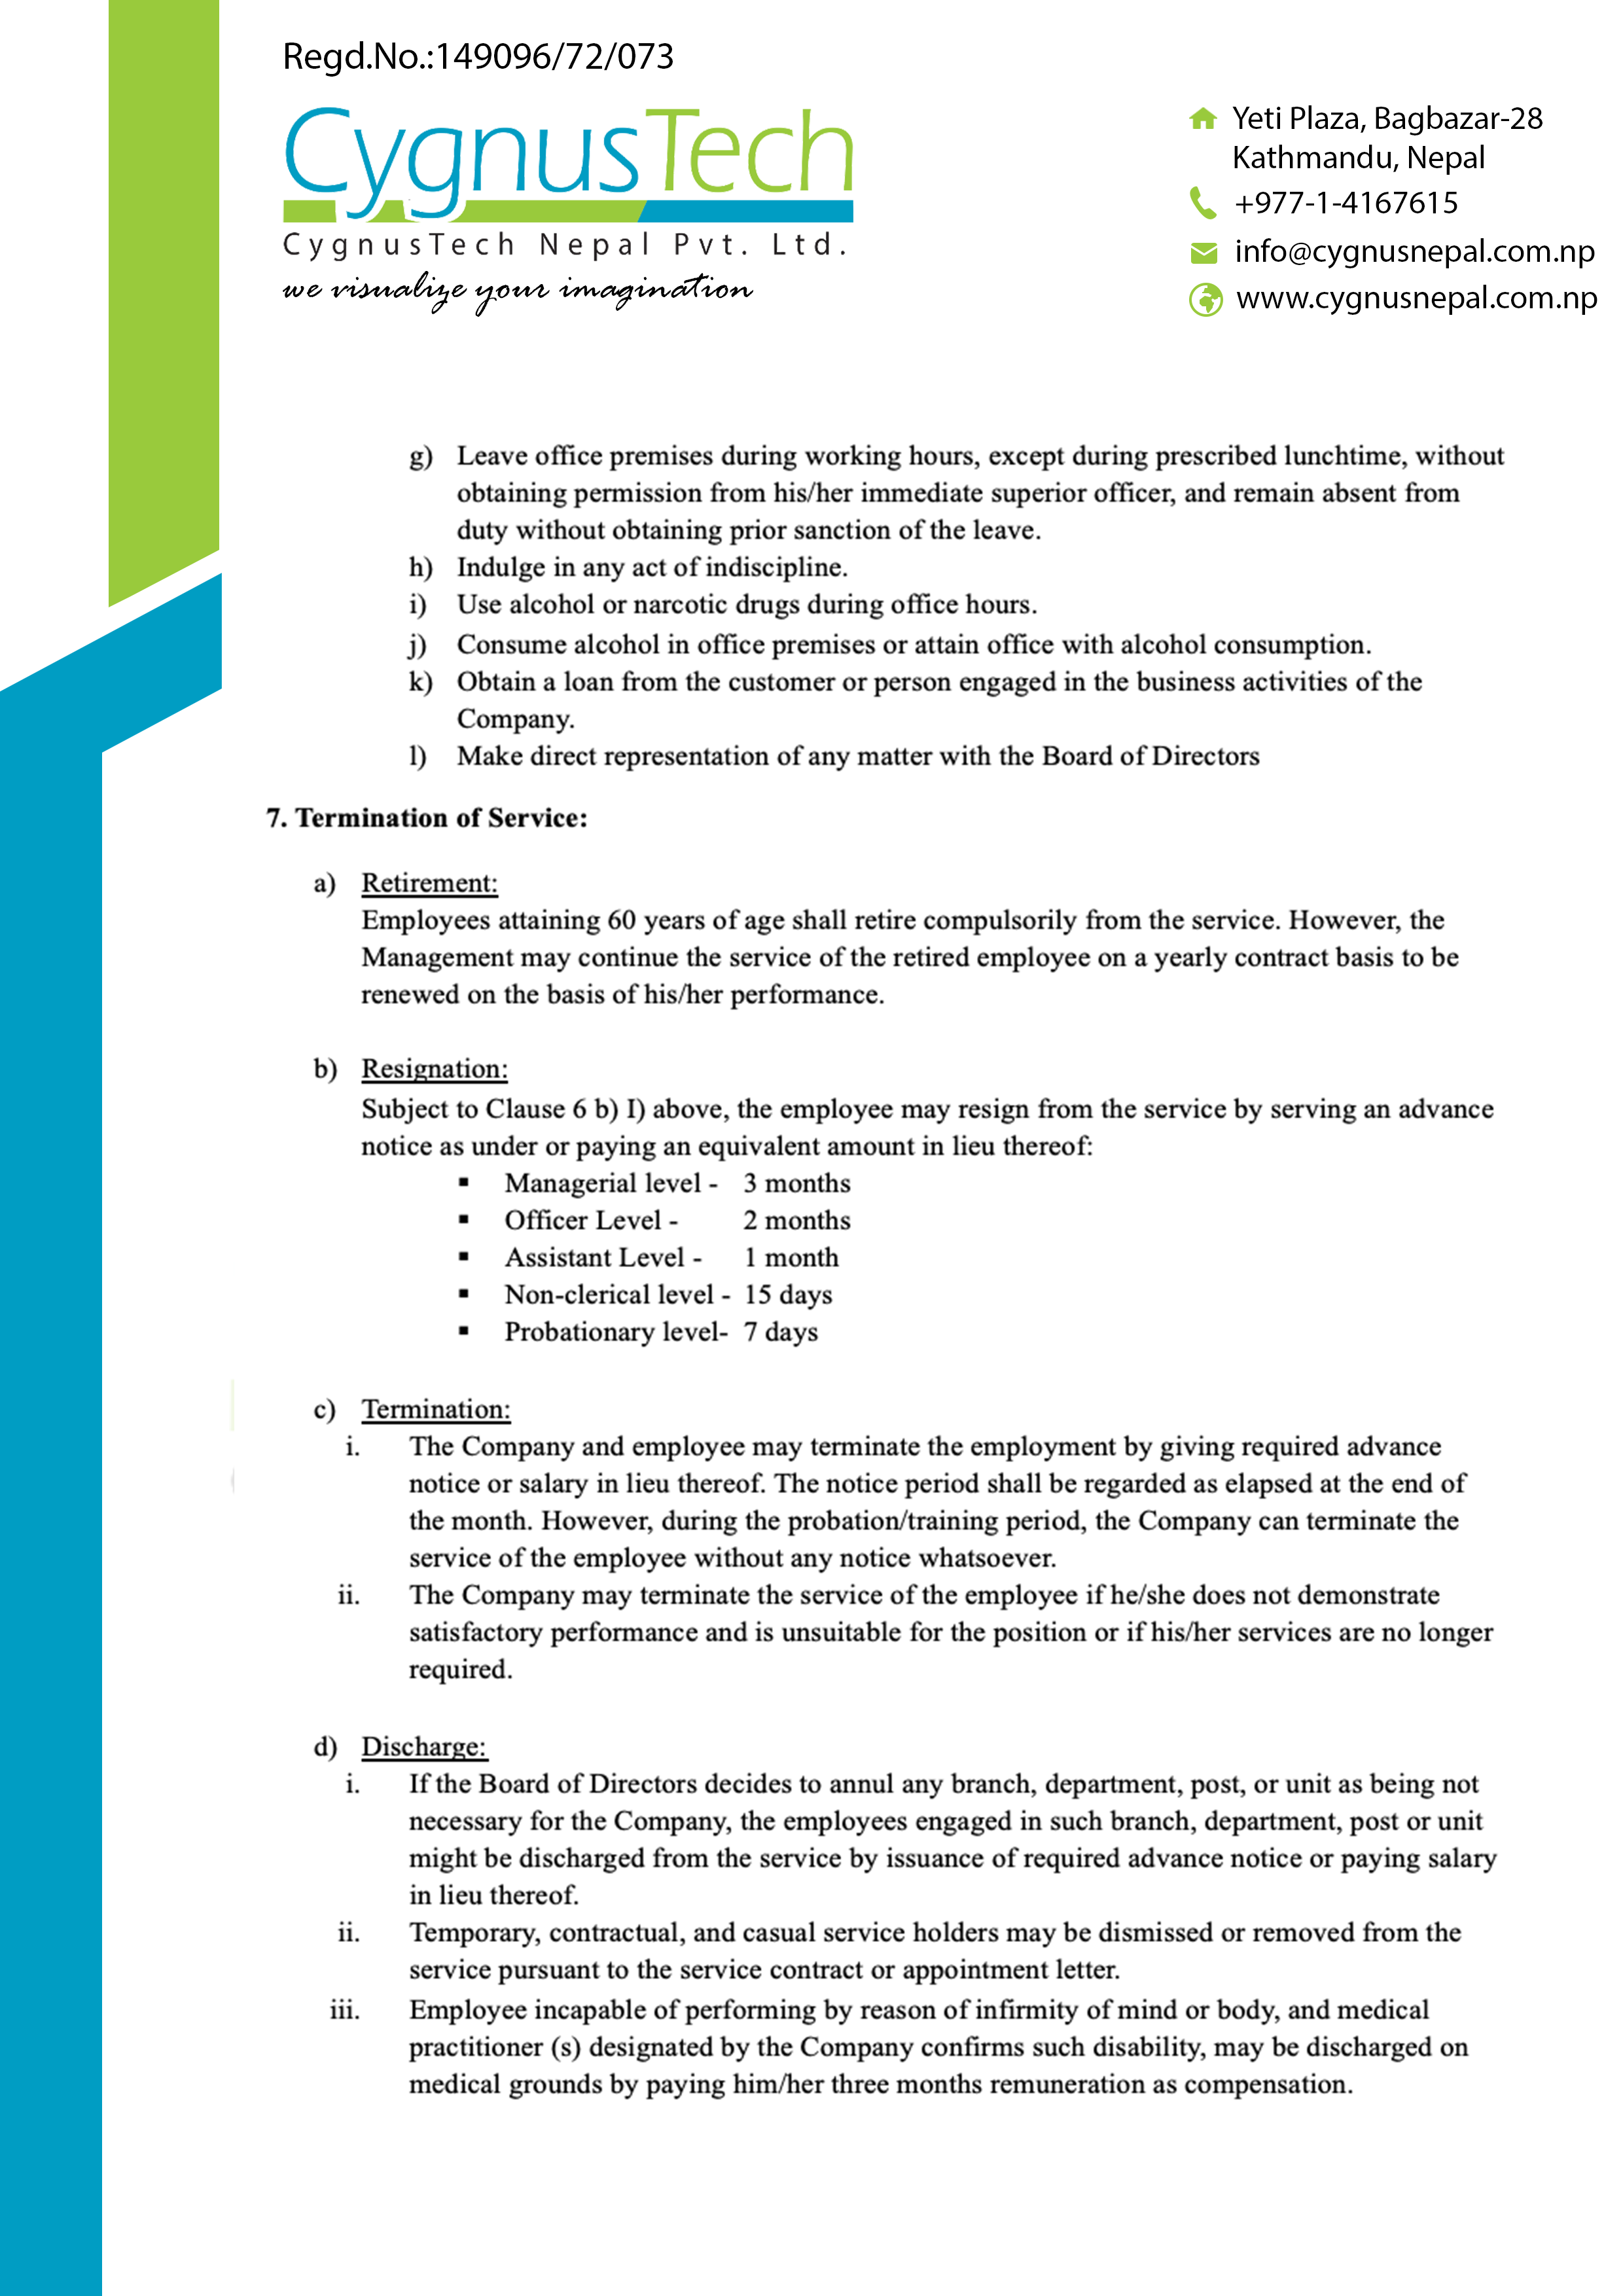 Regd.No.:149096/72/073
CygnusTech
CygnusTech Nepal Pvt. Ltd.
we visualize your imagination
Yeti Plaza, Bagbazar-28
Kathmandu, Nepal
+977-1-4167615
info@cygnusnepal.com.np
www.cygnusnepal.com.np
g) Leave office premises during working hours, except during prescribed lunchtime, without
obtaining permission from his/her immediate superior officer, and remain absent from
duty without obtaining prior sanction of the leave.
h) Indulge in any act of indiscipline.
i) Use alcohol or narcotic drugs during office hours.
j) Consume alcohol in office premises or attain office with alcohol consumption.
k) Obtain a loan from the customer or person engaged in the business activities of the
Company.
l) Make direct representation of any matter with the Board of Directors
7. Termination of Service:
a) Retirement:
Employees attaining 60 years of age shall retire compulsorily from the service. However, the
Management may continue the service of the retired employee on a yearly contract basis to be
renewed on the basis of his/her performance.
b) Resignation:
Subject to Clause 6 b) I) above, the employee may resign from the service by serving an advance
notice as under or paying an equivalent amount in lieu thereof:
▪ Managerial level - 3 months
▪ Officer Level - 2 months
▪ Assistant Level - 1 month
▪ Non-clerical level - 15 days
▪ Probationary level- 7 days
c) Termination:
i. The Company and employee may terminate the employment by giving required advance
notice or salary in lieu thereof. The notice period shall be regarded as elapsed at the end of
the month. However, during the probation/training period, the Company can terminate the
service of the employee without any notice whatsoever.
ii. The Company may terminate the service of the employee if he/she does not demonstrate
satisfactory performance and is unsuitable for the position or if his/her services are no longer
required.
d) Discharge:
i. If the Board of Directors decides to annul any branch, department, post, or unit as being not
necessary for the Company, the employees engaged in such branch, department, post or unit
might be discharged from the service by issuance of required advance notice or paying salary
in lieu thereof.
ii. Temporary, contractual, and casual service holders may be dismissed or removed from the
service pursuant to the service contract or appointment letter.
iii. Employee incapable of performing by reason of infirmity of mind or body, and medical
practitioner (s) designated by the Company confirms such disability, may be discharged on
medical grounds by paying him/her three months remuneration as compensation.